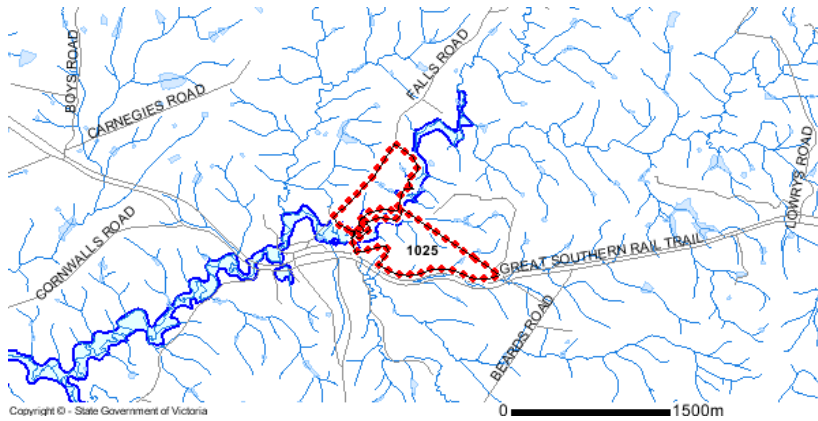 BOYS ROAD
CARNEGIES ROAD
FALLS ROAD
LOWRYS ROAD
CORNWALLS ROAD
1025
GREAT SOUTHERN RAIL TRAIL
BEARDS ROAD
Copyright © - State Government of Victoria
0 1500m